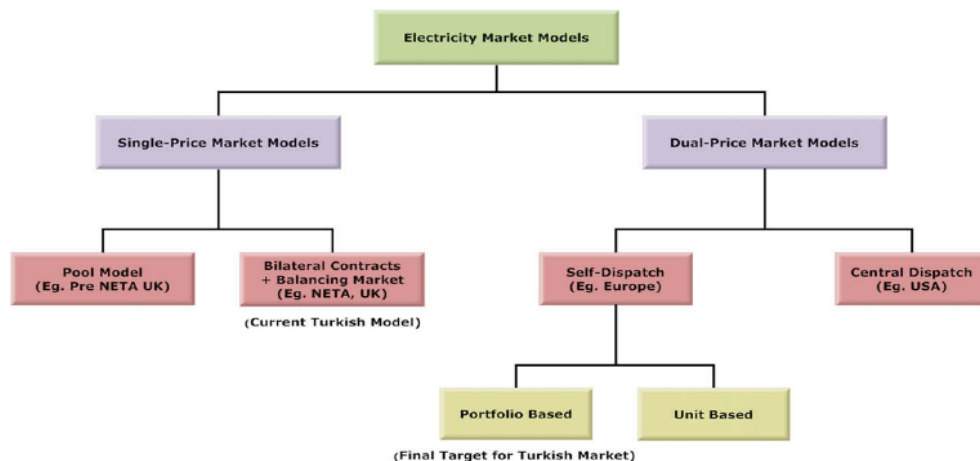 Electricity Market Models
Single-Price Market Models
Dual-Price Market Models
Pool Model
(Eg. Pre NETA UK)
Bilateral Contracts
+ Balancing Market
(Eg. NETA, UK)
(Current Turkish Model)
Self-Dispatch
(Eg. Europe)
Central Dispatch
(Eg. USA)
Portfolio Based
(Final Target for Turkish Market)
Unit Based